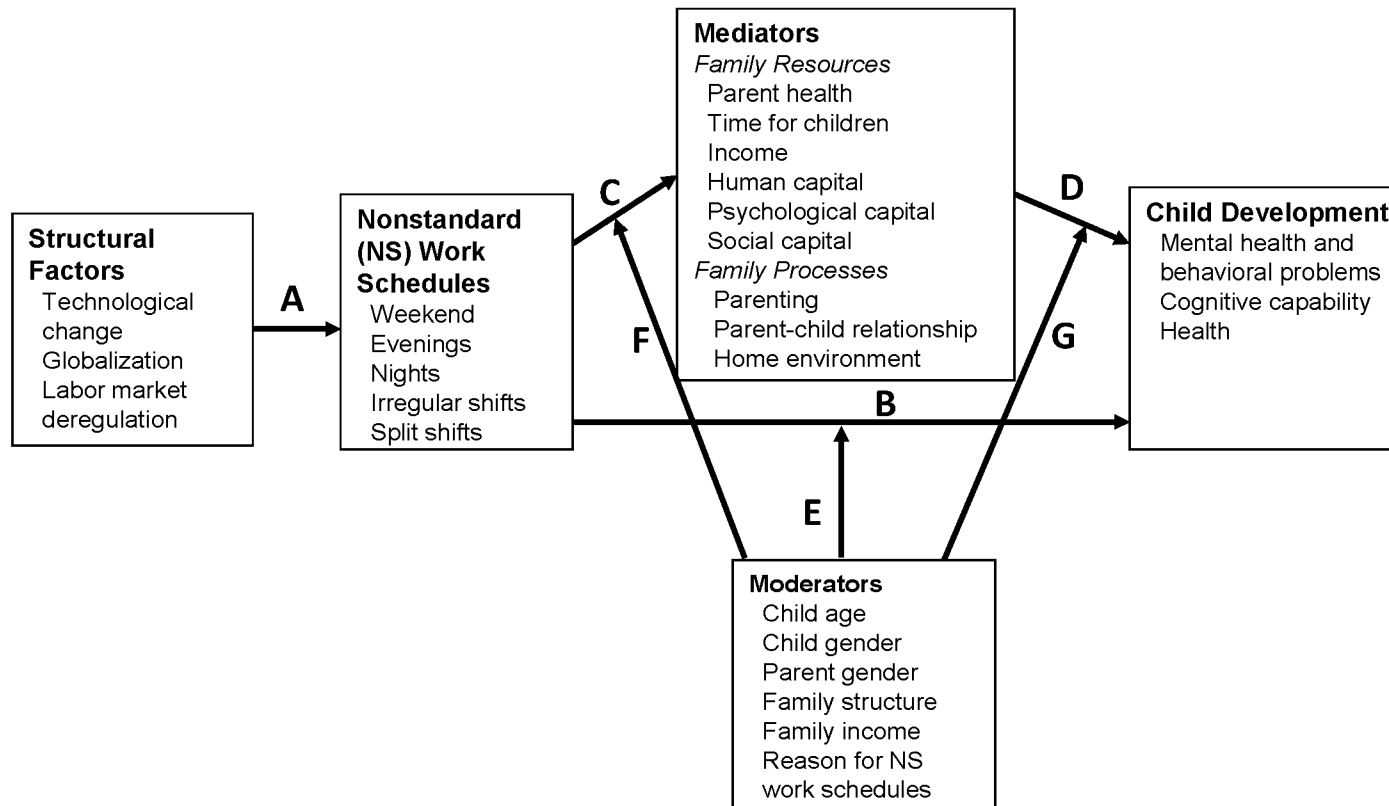 Structural
Factors
Technological
change
Globalization
Labor market
deregulation
A
Nonstandard
(NS) Work
Schedules
Weekend
Evenings
Nights
Irregular shifts
Split shifts
C
Mediators
Family Resources
Parent health
Time for children
Income
Human capital
Psychological capital
Social capital
Family Processes
Parenting
Parent-child relationship
Home environment
D
Child Development
Mental health and
behavioral problems
Cognitive capability
Health
F
G
B
E
Moderators
Child age
Child gender
Parent gender
Family structure
Family income
Reason for NS
work schedules